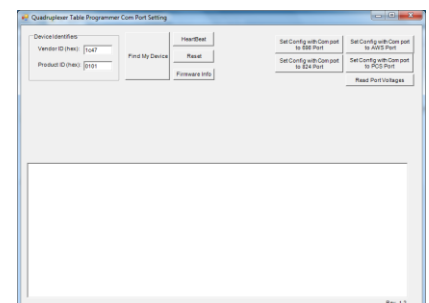 Quadruplexer Table Programmer Com Port Setting
Device Identifiers
Vendor ID (hex): 1c47
Product ID (hex): 0101
Find My Device
HeartBeat
Reset
Firmware Info
Set Config with Com port
to 698 Port
Set Config with Com port
to AWS Port
Set Config with Com port
to 824 Port
Set Config with Com port
to PCS Port
Read Port Voltages